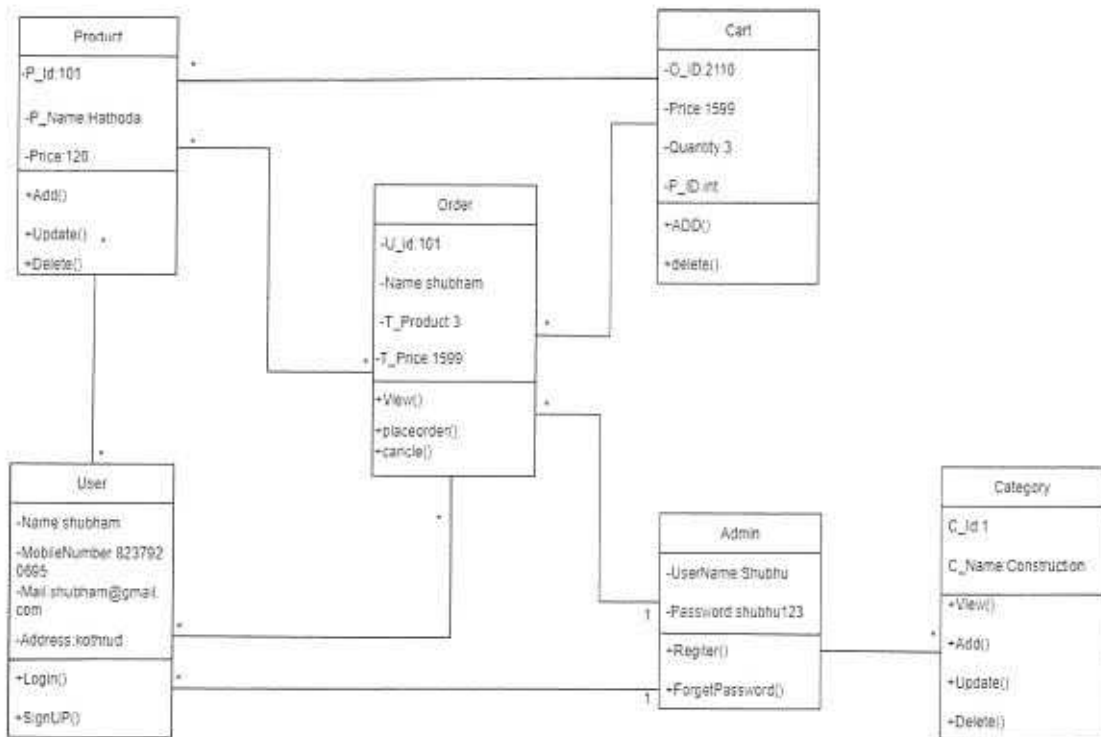 Product
-P_Id:101
-P_Name:Hathoda
-Price:120
+Add()
+Update()
+Delete()
*
*
*
Cart
-O_ID:2110
-Price:1599
-Quantity:3
-P_ID:int
+ADD()
+delete()
Order
-U_id:101
-Name:shubham
-T_Product:3
-T_Price:1599
+View()
+placeorder()
+cancle()
*
*
*
*
User
-Name:shubham
-MobileNumber:823792
0695
-Mail:shubham@gmail.
com
-Address:kothrud
+Login()
+SignUP()
*
*
*
Admin
-UserName:Shubhu
-Password:shubhu123
+Regiter()
+ForgetPassword()
1
1
Category
C_Id:1
C_Name:Construction
+View()
+Add()
+Update()
+Delete()
*